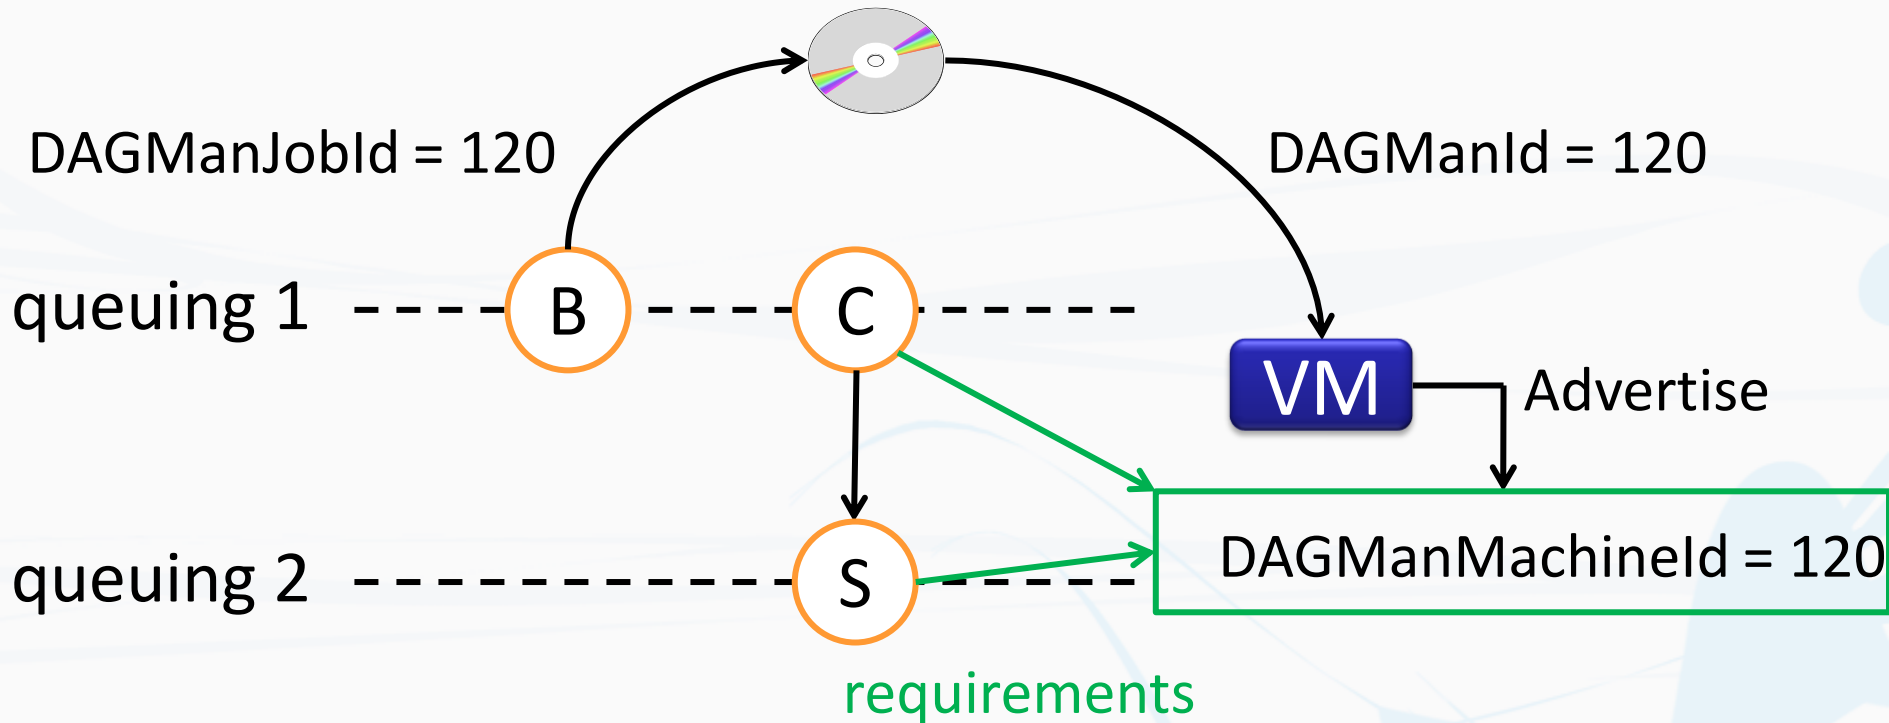 DAGManJobId = 120
DAGManId = 120
queuing 1
B
C
VM
Advertise
DAGManMachineId = 120
queuing 2
S
requirements